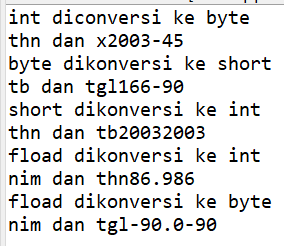 int diconversi ke byte
thn dan x2003-45
byte dikonversi ke short
tb dan tgl166-90
short dikonversi ke int
thn dan tb20032003
fload dikonversi ke int
nim dan thn86.986
fload dikonversi ke byte
nim dan tgl-90.0-90